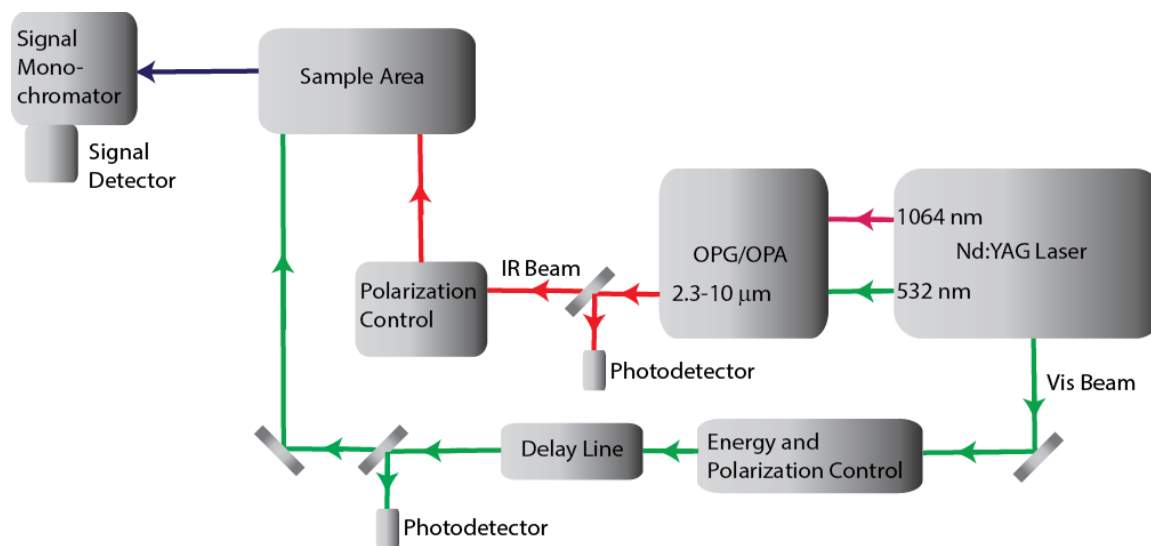 Signal
Mono-
chromator
Sample Area
Signal
Detector
1064 nm
Nd:YAG Laser
OPG/OPA
IR Beam
Polarization
Control
2.3-10 μm
532 nm
Photodetector
Vis Beam
Delay Line
Energy and
Polarization Control
Photodetector